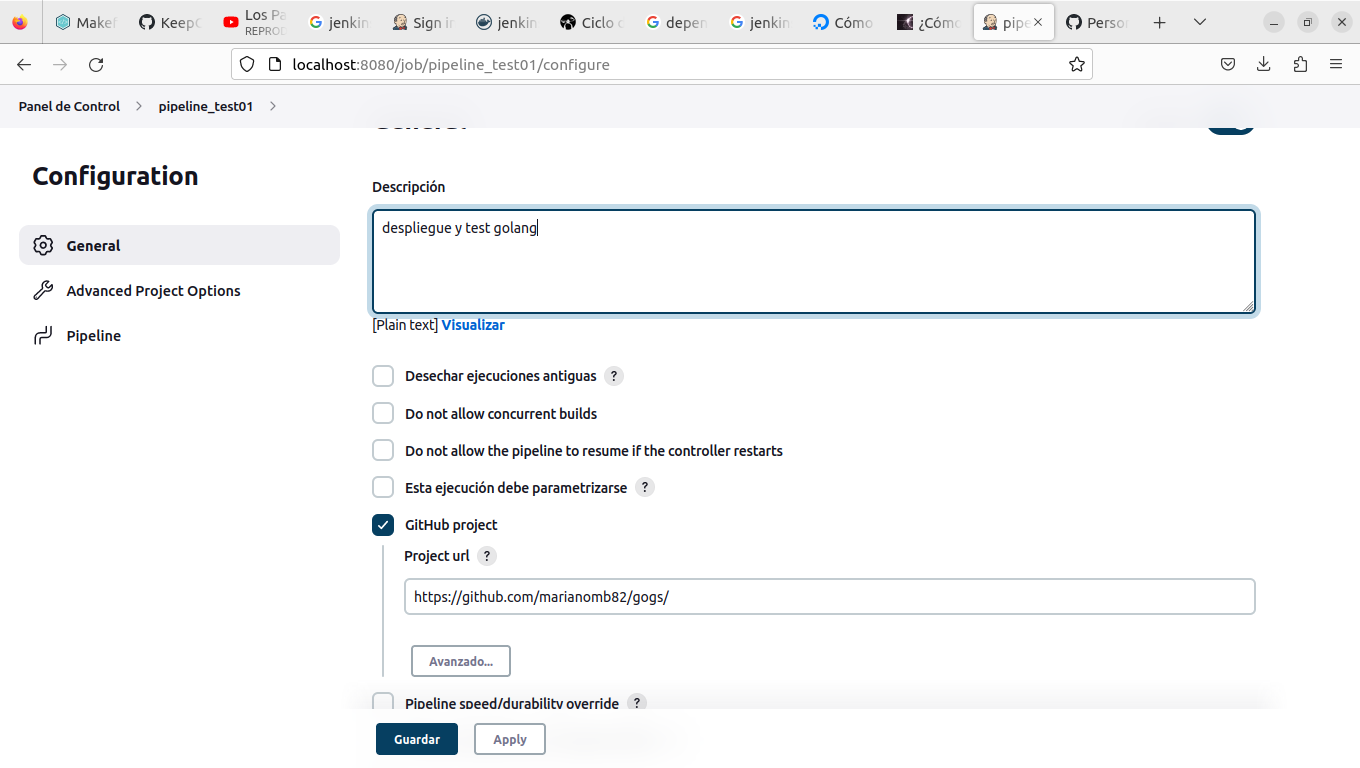 Makef
KeepC
Los Pa
REPROD
jenkin
Sign in
jenkin
Ciclo d
depen
jenkin
Cómo
¿Cómo
pipe
Perso
localhost:8080/job/pipeline_test01/configure
Panel de Control
pipeline_test01
Configuration
General
Advanced Project Options
Pipeline
Descripción
despliegue y test golang
[Plain text] Visualizar
Desechar ejecuciones antiguas ?
Do not allow concurrent builds
Do not allow the pipeline to resume if the controller restarts
Esta ejecución debe parametrizarse ?
GitHub project
Project url ?
https://github.com/marianomb82/gogs/
Avanzado...
Pipeline speed/durability override ?
Guardar
Apply